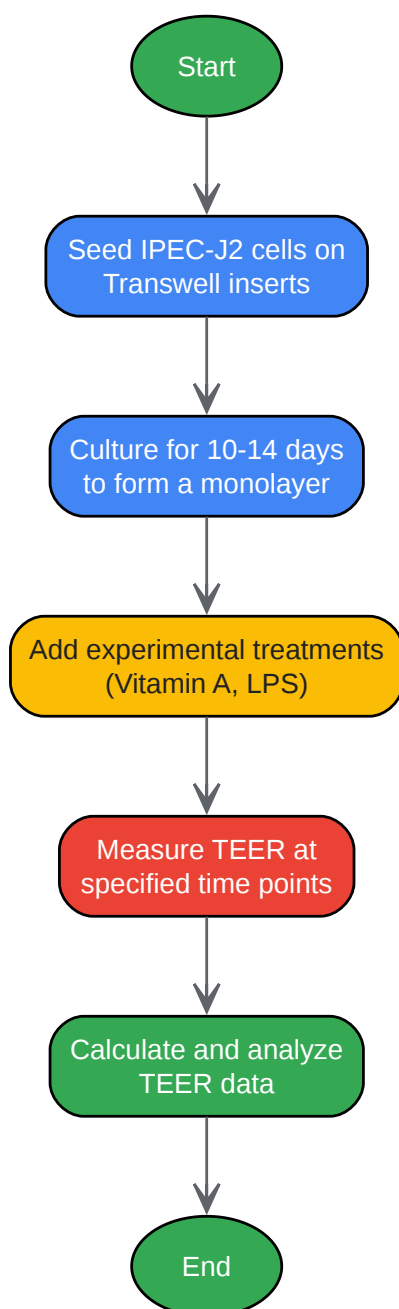 Start
Seed IPEC-J2 cells on
Transwell inserts
Culture for 10-14 days
to form a monolayer
Add experimental treatments
(Vitamin A, LPS)
Measure TEER at
specified time points
Calculate and analyze
TEER data
End